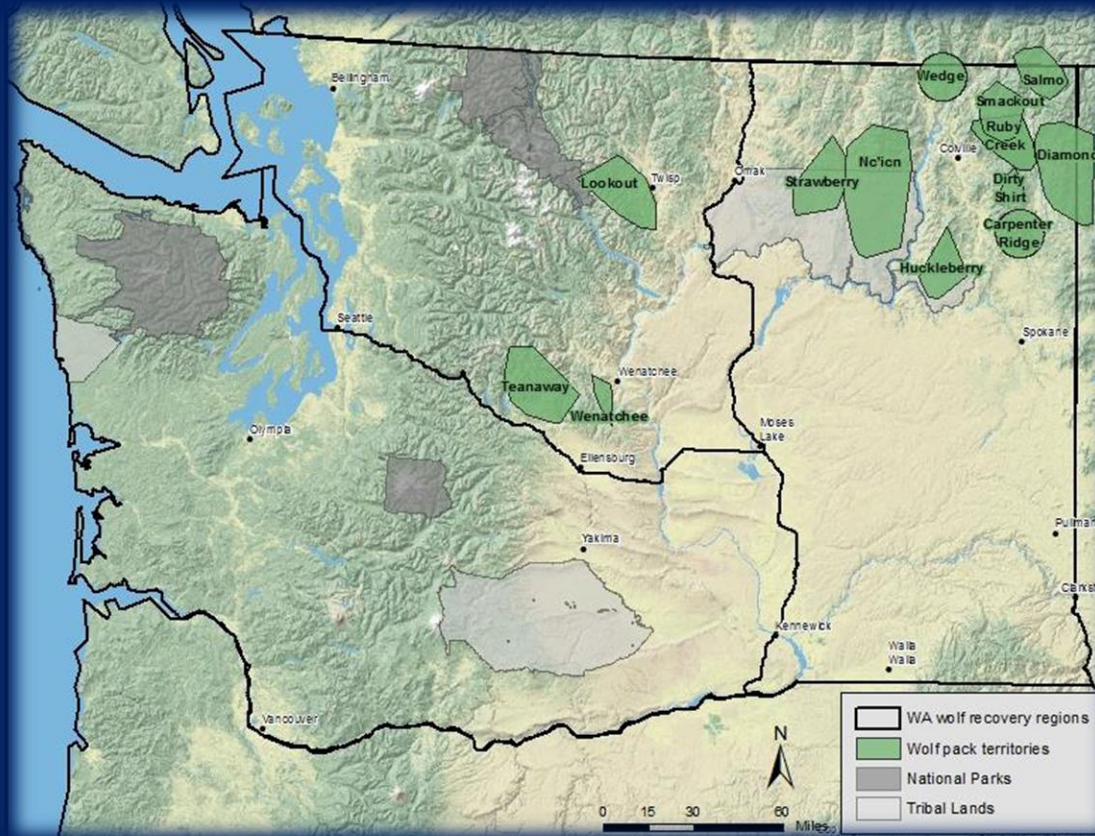 Bellingham
Wedge
Salmo
Smackout
Ruby
Creek
Colville
Diamond
Nc'icn
Strawberry
Omak
Lookout
Twisp
Dirty
Shirt
Carpenter
Ridge
Huckleberry
Seattle
Spokane
Teanaway
Wenatchee
Wenatchee
Olympia
Moses
Lake
Ellensburg
Yakima
Pullman
Clarkst
Kennewick
Walla
Walla
Vancouver
N
0 15 30 60
Miles
WA wolf recovery regions
Wolf pack territories
National Parks
Tribal Lands